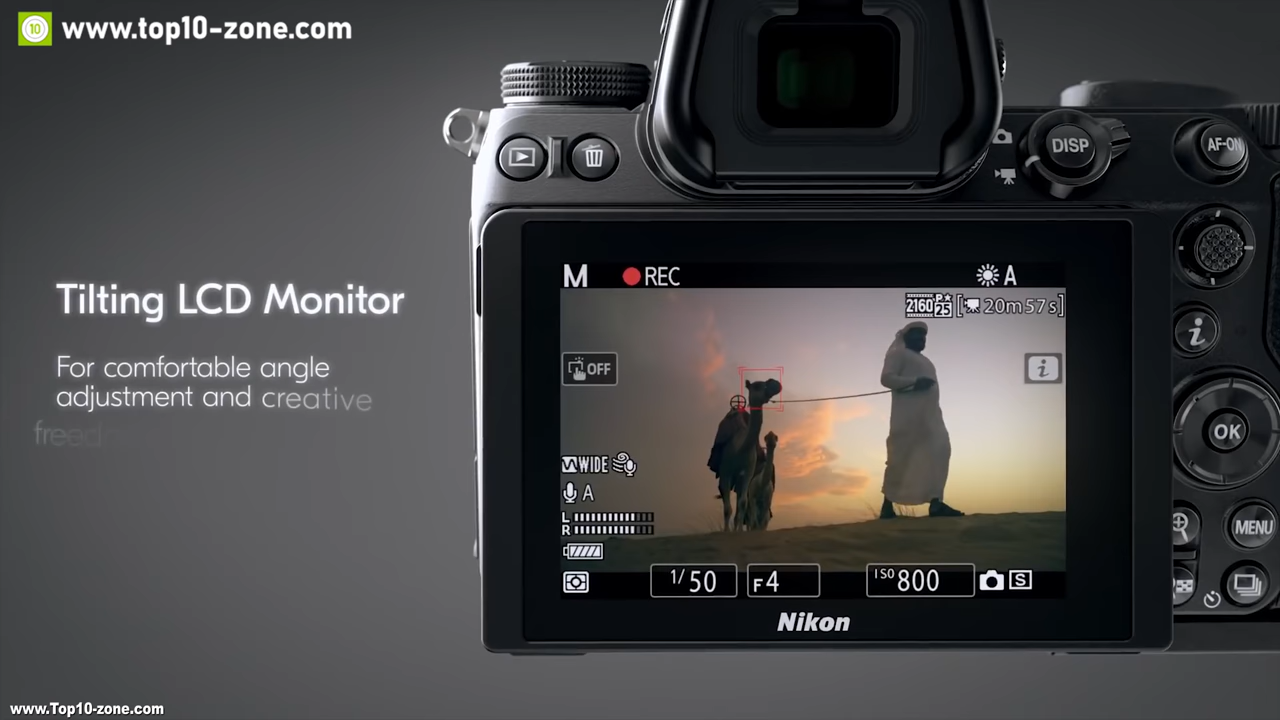 10 www.top10-zone.com
Tilting LCD Monitor
For comfortable angle
adjustment and creative
DISP
AF-ON
M REC A
2160 25 [20m57s]
OFF
i
i
WIDE
A
L
R
OK
MENU
1/50 F4 ISO 800 S
Nikon
www.Top10-zone.com